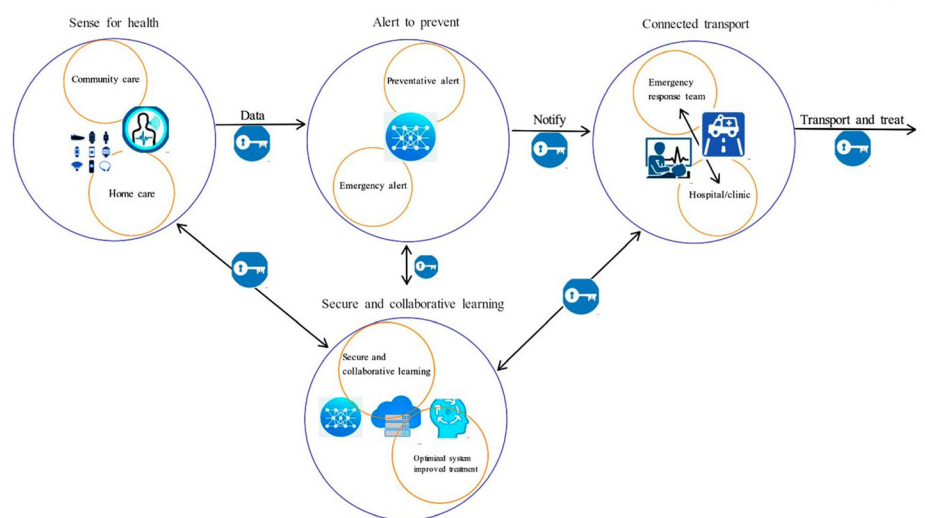 Sense for health
Alert to prevent
Connected transport
Community care
Home care
Data
Preventative alert
Emergency alert
Notify
Emergency
response team
Hospital/clinic
Transport and treat
Secure and collaborative learning
Secure and
collaborative learning
Optimized system
improved treatment